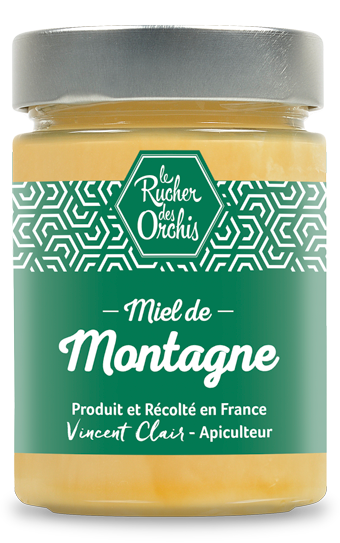 le
Rucher
des
Orchis
– Miel de –
Montagne
Produit et Récolté en France
Vincent Clair - Apiculteur